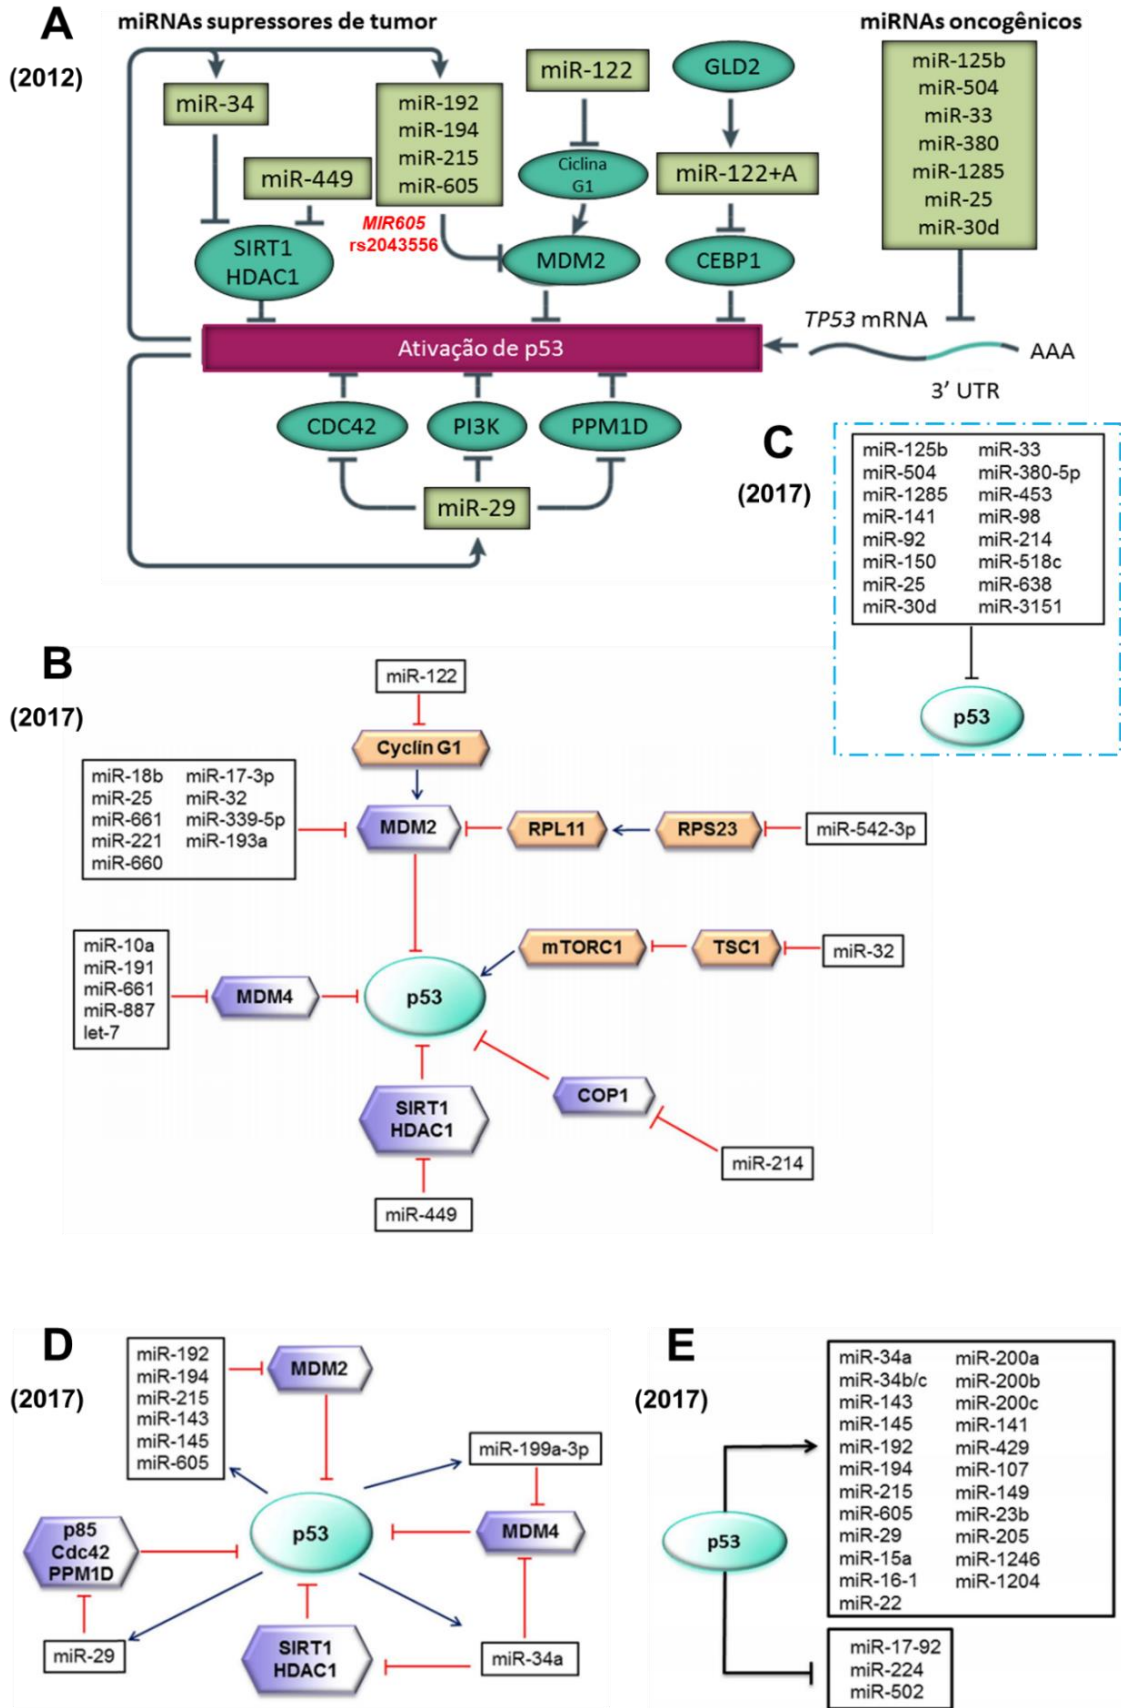 A
miRNAs supressores de tumor
miRNAs oncogênicos
(2012)
miR-34
miR-192
miR-194
miR-215
miR-605
miR-122
GLD2
miR-125b
miR-504
miR-33
miR-380
miR-1285
miR-25
miR-30d
miR-449
Ciclina
G1
miR-122+A
MIR605
rs2043556
SIRT1
HDAC1
MDM2
CEBP1
TP53 mRNA
Ativação de p53
AAA
3' UTR
CDC42
PI3K
PPM1D
miR-29
C
(2017)
miR-125b miR-33
miR-504 miR-380-5p
miR-1285 miR-453
miR-141 miR-98
miR-92 miR-214
miR-150 miR-518c
miR-25 miR-638
miR-30d miR-3151
p53
B
(2017)
miR-122
Cyclin G1
miR-18b miR-17-3p
miR-25 miR-32
miR-661 miR-339-5p
miR-221 miR-193a
miR-660
MDM2
RPL11
RPS23
miR-542-3p
miR-10a
miR-191
miR-661
miR-887
let-7
MDM4
p53
mTORC1
TSC1
miR-32
SIRT1
HDAC1
COP1
miR-214
miR-449
D
(2017)
miR-192
miR-194
miR-215
miR-143
miR-145
miR-605
MDM2
miR-199a-3p
p53
MDM4
p85
Cdc42
PPM1D
miR-29
SIRT1
HDAC1
miR-34a
E
(2017)
miR-34a miR-200a
miR-34b/c miR-200b
miR-143 miR-200c
miR-145 miR-141
miR-192 miR-429
miR-194 miR-107
miR-215 miR-149
miR-605 miR-23b
miR-29 miR-205
miR-15a miR-1246
miR-16-1 miR-1204
miR-22
p53
miR-17-92
miR-224
miR-502